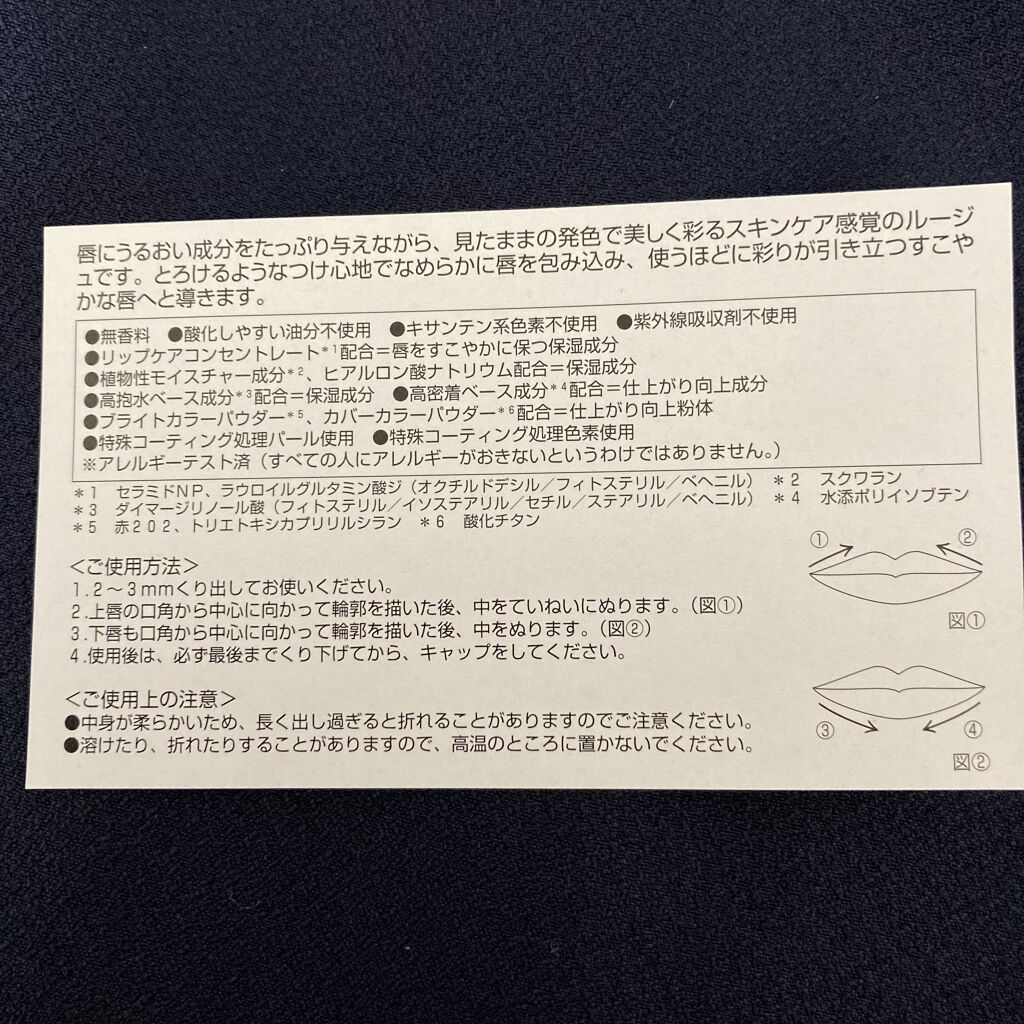 唇にうるおい成分をたっぷり与えながら、見たままの発色で美しく彩るスキンケア感覚のルージ
ュです。とろけるようなつけ心地でなめらかに唇を包み込み、使うほどに彩りが引き立つすこや
かな唇へと導きます。
●無香料　●酸化しやすい油分不使用　●キサンテン系色素不使用　●紫外線吸収剤不使用
●リップケアコンセントレート*1配合＝唇をすこやかに保つ保湿成分
●植物性モイスチャー成分*2、ヒアルロン酸ナトリウム配合＝保湿成分
●高抱水ベース成分*3配合＝保湿成分　●高密着ベース成分*4配合＝仕上がり向上成分
●ブライトカラーパウダー*5、カバーカラーパウダー*6配合＝仕上がり向上粉体
●特殊コーティング処理パール使用　●特殊コーティング処理色素使用
※アレルギーテスト済（すべての人にアレルギーがおきないというわけではありません。）
*1　セラミドNP、ラウロイルグルタミン酸ジ（オクチルドデシル／フィトステリル／ベヘニル）　*2　スクワラン
*3　ダイマージリノール酸（フィトステリル／イソステアリル／セチル／ステアリル／ベヘニル）　*4　水添ポリイソブテン
*5　赤202、トリエトキシカプリリルシラン　*6　酸化チタン
＜ご使用方法＞
1.2～3mmくり出してお使いください。
2.上唇の口角から中心に向かって輪郭を描いた後、中をていねいにぬります。（図①）
3.下唇も口角から中心に向かって輪郭を描いた後、中をぬります。（図②）
4.使用後は、必ず最後までくり下げてから、キャップをしてください。
＜ご使用上の注意＞
●中身が柔らかいため、長く出し過ぎると折れることがありますのでご注意ください。
●溶けたり、折れたりすることがありますので、高温のところに置かないでください。
① ②
図①
③ ④
図②